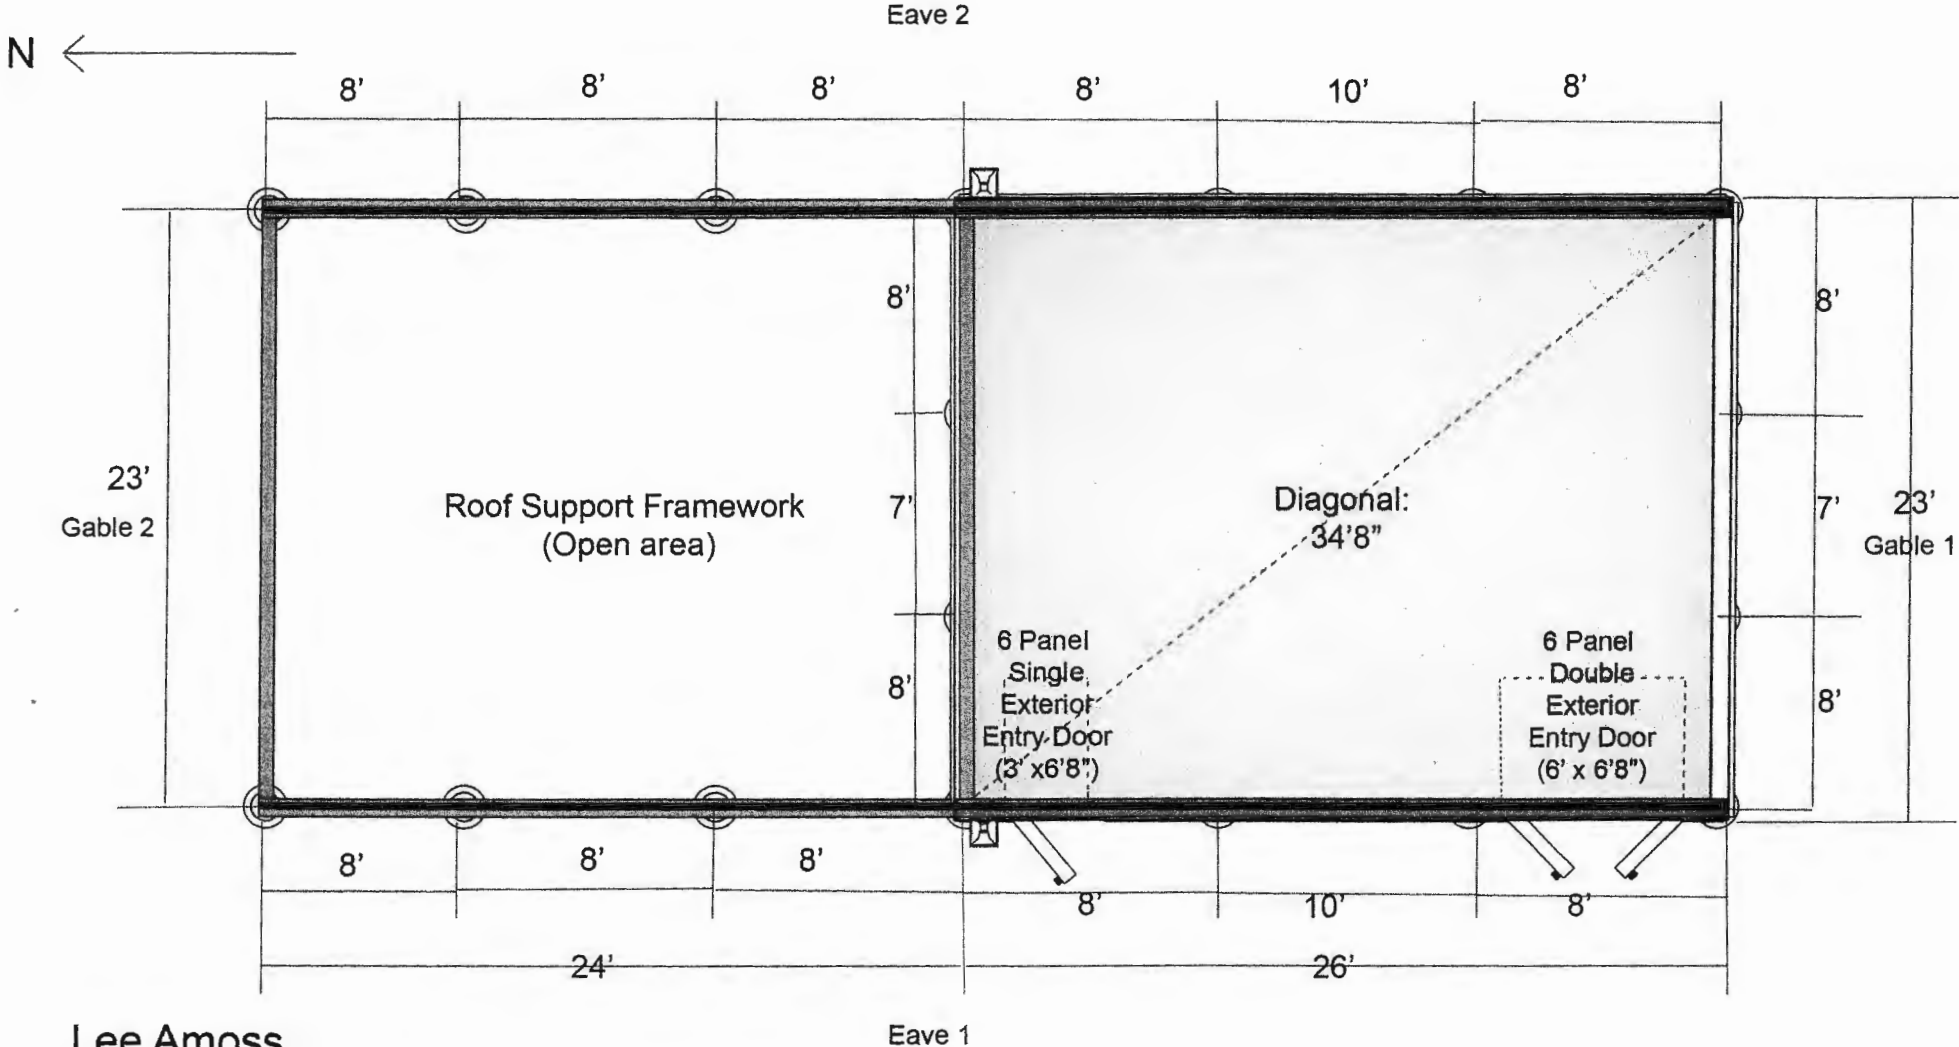 Eave 2
N
8'
8'
8'
8'
10'
8'
8'
8'
23'
Gable 2
Roof Support Framework
(Open area)
7'
Diagonal:
34'8"
7'
23'
Gable 1
8'
6 Panel
Single
Exterior
Entry Door
(3' x6'8")
6 Panel
Double
Exterior
Entry Door
(6' x 6'8")
8'
8'
8'
8'
8'
10'
8'
24'
26'
Lee Amoss
Eave 1